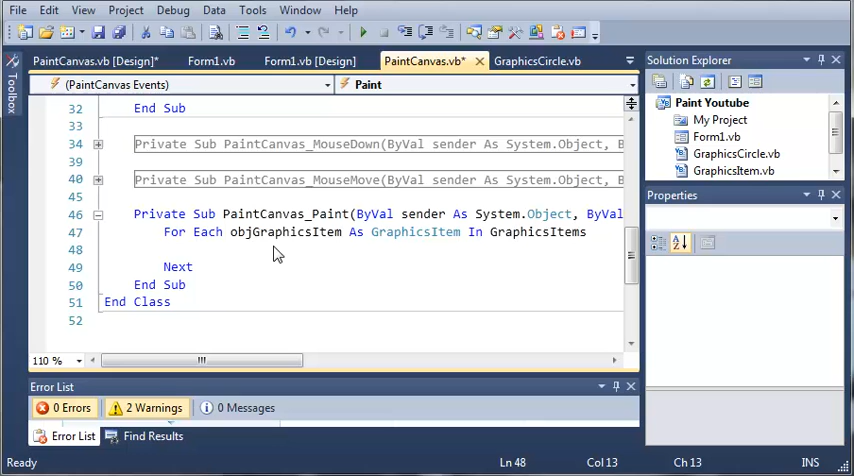 File Edit View Project Debug Data Tools Window Help
PaintCanvas.vb [Design]* Form1.vb Form1.vb [Design] PaintCanvas.vb* GraphicsCircle.vb
Toolbox
(PaintCanvas Events) Paint
32 End Sub
33
34 Private Sub PaintCanvas_MouseDown(ByVal sender As System.Object, B
40 Private Sub PaintCanvas_MouseMove(ByVal sender As System.Object, B
45
46 Private Sub PaintCanvas_Paint(ByVal sender As System.Object, ByVal
47 For Each objGraphicsItem As GraphicsItem In GraphicsItems
48
49 Next
50 End Sub
51 End Class
52
110 %
Solution Explorer
Paint Youtube
My Project
Form1.vb
GraphicsCircle.vb
GraphicsItem.vb
Properties
Error List
0 Errors 2 Warnings 0 Messages
Error List Find Results
Ready Ln 48 Col 13 Ch 13 INS